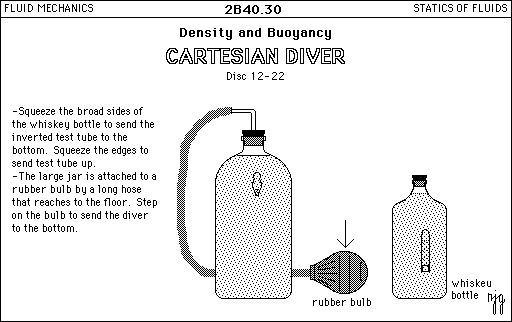 FLUID MECHANICS 2B40.30 STATICS OF FLUIDS
Density and Buoyancy
CARTESIAN DIVER
Disc 12-22
-Squeeze the broad sides of
the whiskey bottle to send the
inverted test tube to the
bottom. Squeeze the edges to
send test tube up.
-The large jar is attached to a
rubber bulb by a long hose
that reaches to the floor. Step
on the bulb to send the diver
to the bottom.
rubber bulb
whiskey
bottle